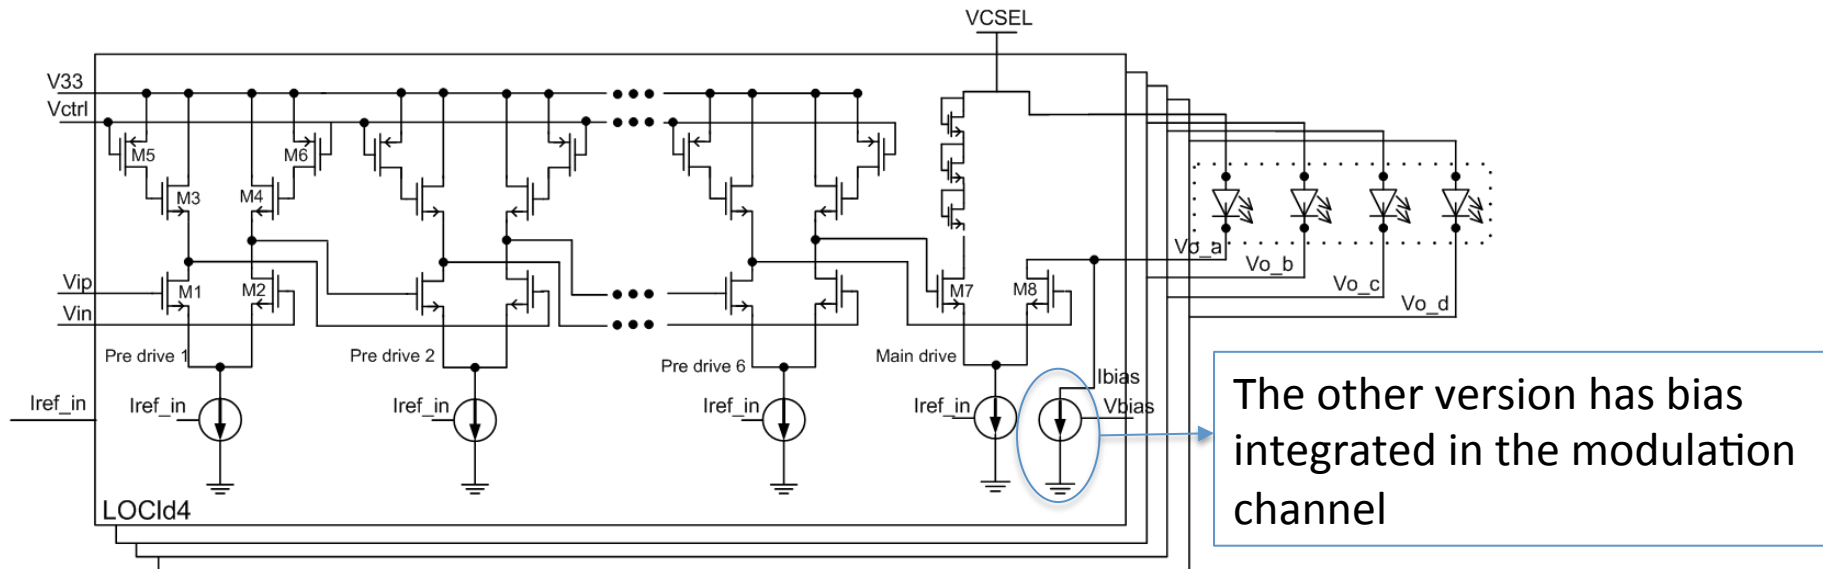 VCSEL
V33
Vctrl
M5
M6
M3
M4
Vip
M1
M2
Vin
M7
M8
Vo_a
Vo_b
Vo_c
Vo_d
Pre drive 1
Pre drive 2
Pre drive 6
Main drive
Iref_in
Iref_in
Iref_in
Iref_in
Iref_in
Ibias
Vbias
LOCld4
The other version has bias
integrated in the modulation
channel